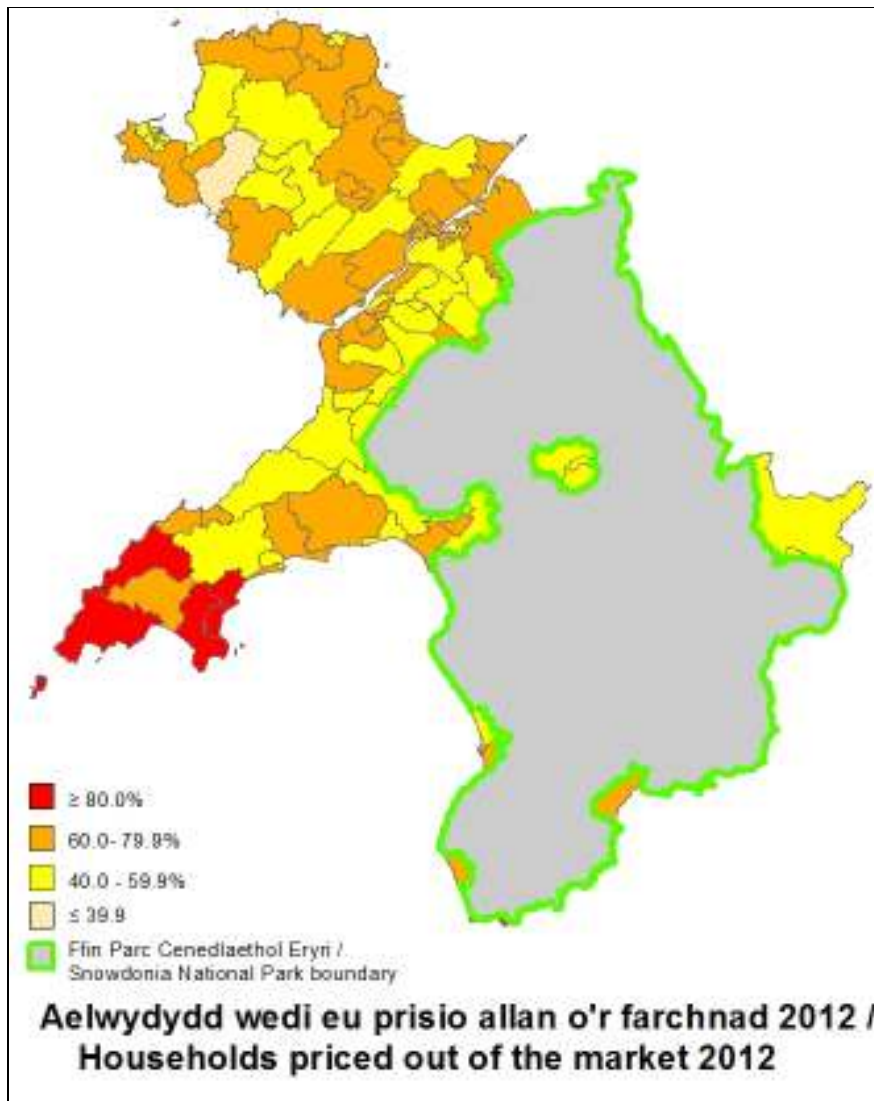 ≥ 80.0%
60.0- 79.9%
40.0 - 59.9%
≤ 39.9
Ffin Parc Cenedlaethol Eryri /
Snowdonia National Park boundary
Aelwydydd wedi eu prisio allan o'r farchnad 2012 /
Households priced out of the market 2012